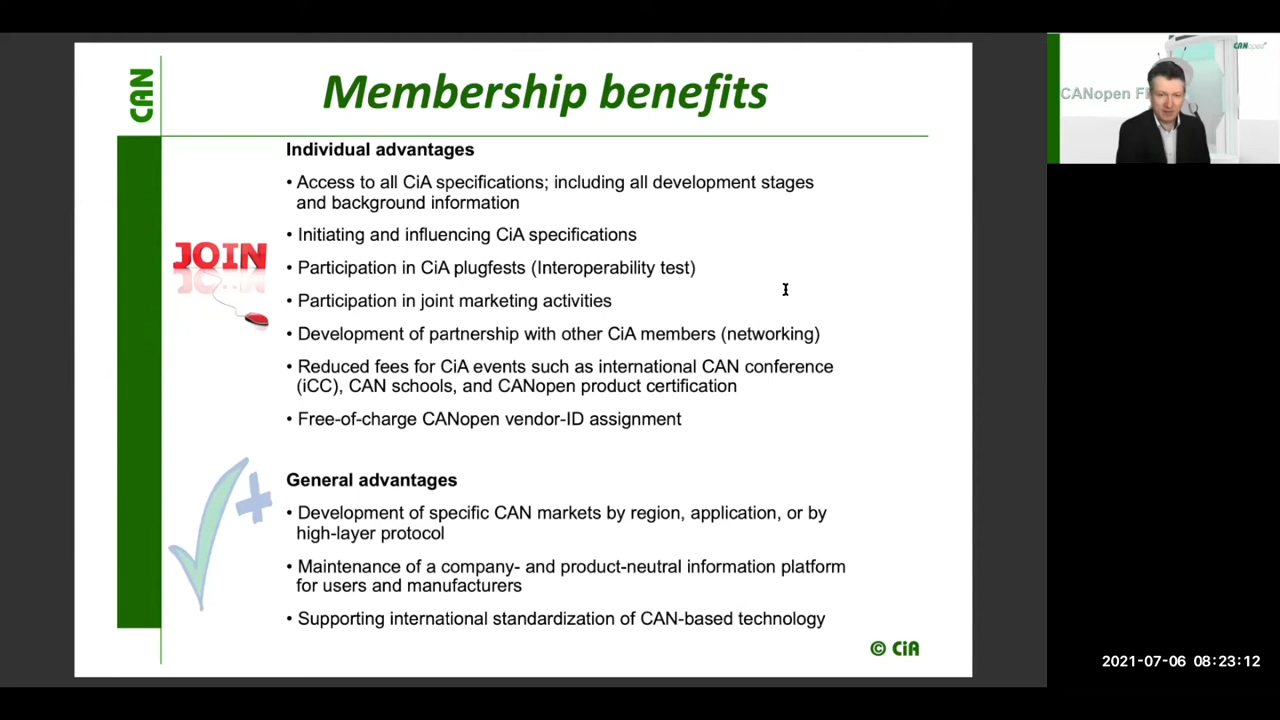 CAN
Membership benefits
Individual advantages
• Access to all CiA specifications; including all development stages
and background information
• Initiating and influencing CiA specifications
• Participation in CiA plugfests (Interoperability test)
• Participation in joint marketing activities
• Development of partnership with other CiA members (networking)
• Reduced fees for CiA events such as international CAN conference
(iCC), CAN schools, and CANopen product certification
• Free-of-charge CANopen vendor-ID assignment
JOIN
General advantages
• Development of specific CAN markets by region, application, or by
high-layer protocol
• Maintenance of a company- and product-neutral information platform
for users and manufacturers
• Supporting international standardization of CAN-based technology
© CiA
CANopen
CANopen
2021-07-06 08:23:12